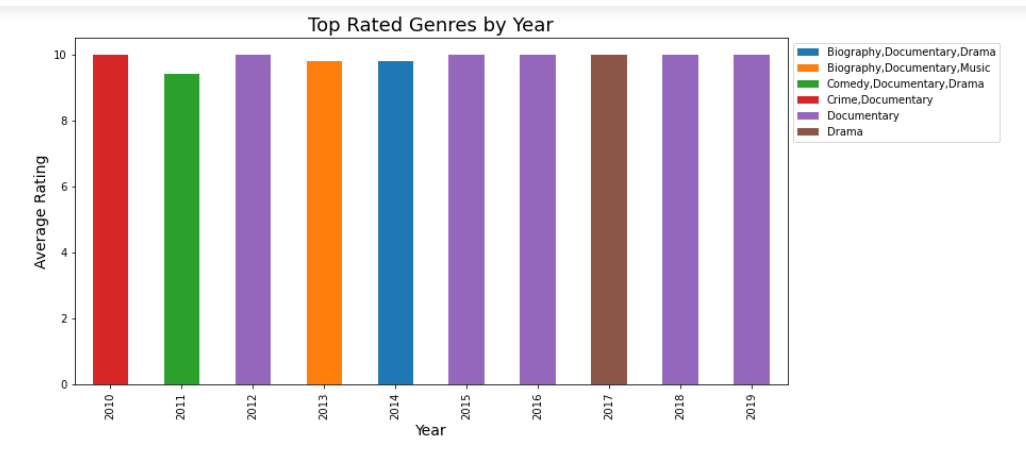 Top Rated Genres by Year
Average Rating
10
8
6
4
2
0
2010
2011
2012
2013
2014
2015
2016
2017
2018
2019
Year
Biography,Documentary,Drama
Biography,Documentary,Music
Comedy,Documentary,Drama
Crime,Documentary
Documentary
Drama